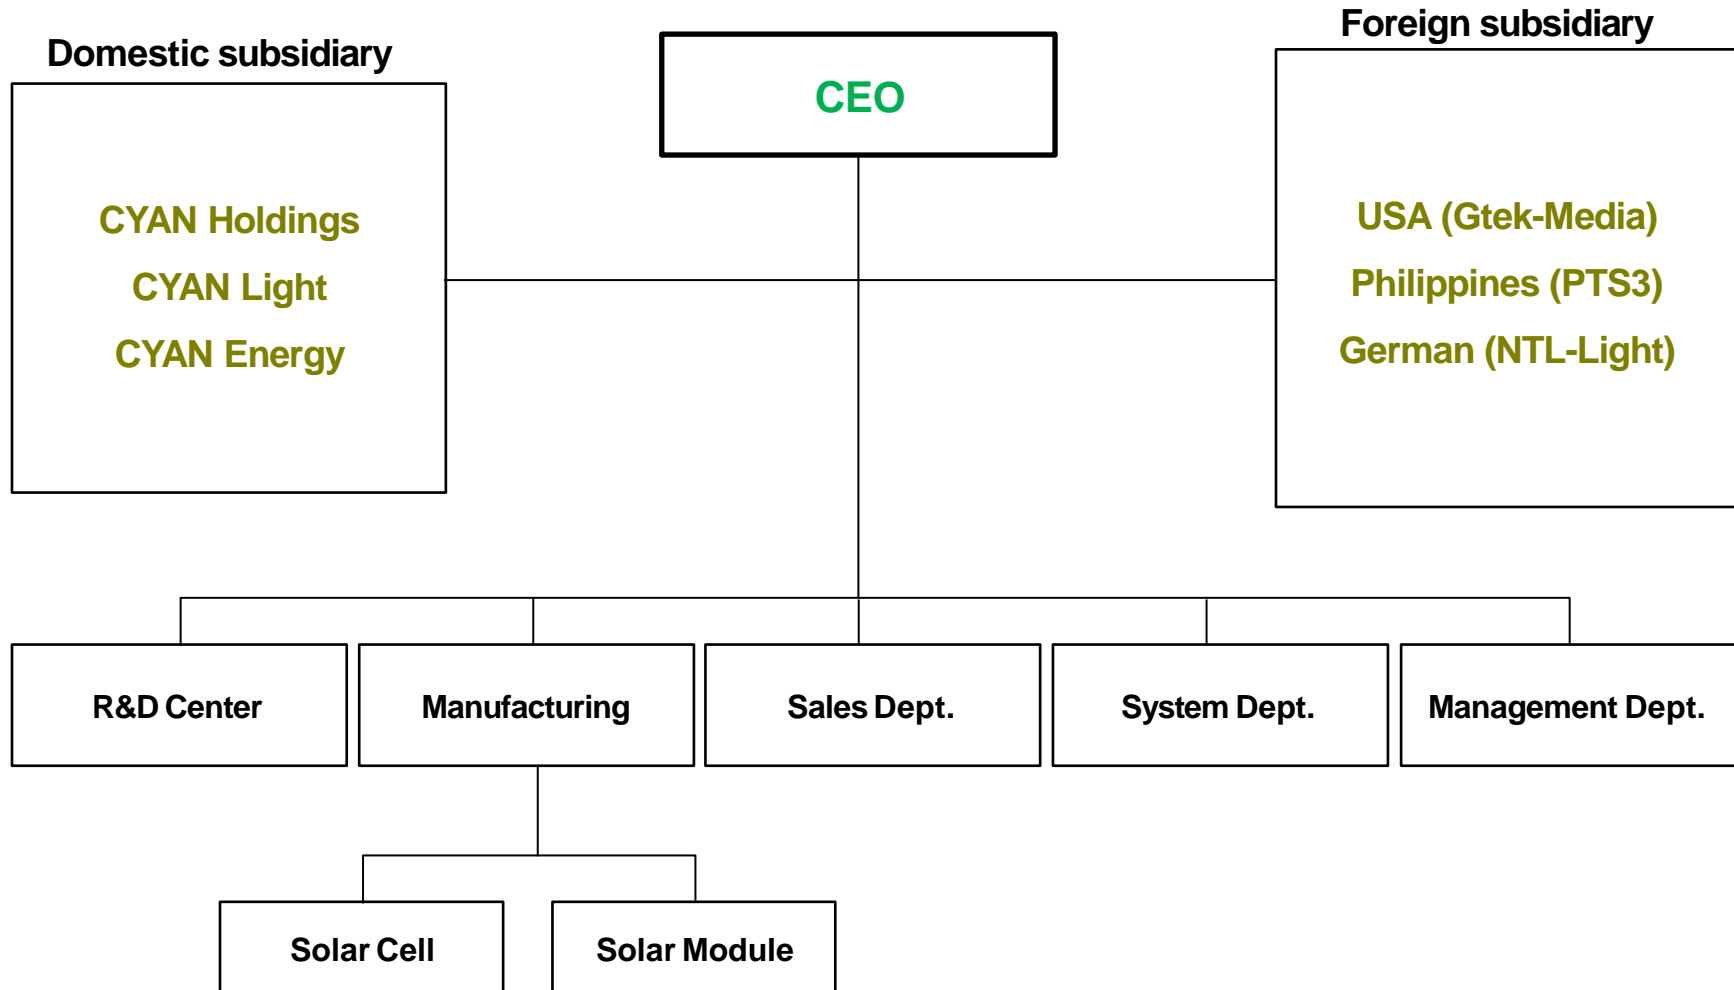 Domestic subsidiary
CYAN Holdings
CYAN Light
CYAN Energy
CEO
Foreign subsidiary
USA (Gtek-Media)
Philippines (PTS3)
German (NTL-Light)
R&D Center
Manufacturing
Sales Dept.
System Dept.
Management Dept.
Solar Cell
Solar Module